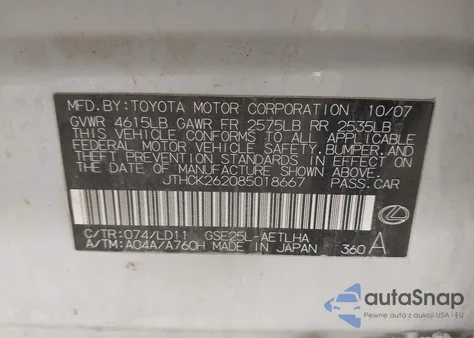 MFD.BY:TOYOTA MOTOR CORPORATION 10/07
GVWR 4615LB GAWR FR 2575LB RR 2535LB
THIS VEHICLE CONFORMS TO ALL APPLICABLE
FEDERAL MOTOR VEHICLE SAFETY, BUMPER, AND
THEFT PREVENTION STANDARDS IN EFFECT ON
THE DATE OF MANUFACTURE SHOWN ABOVE.
JTHCK262085018667 PASS.CAR
C/TR:074/LD11 GSE25L-AETLHA
A/TM:A04A/A760H MADE IN JAPAN 360 A
autoSnap
Pewne auta z aukcji USA i EU